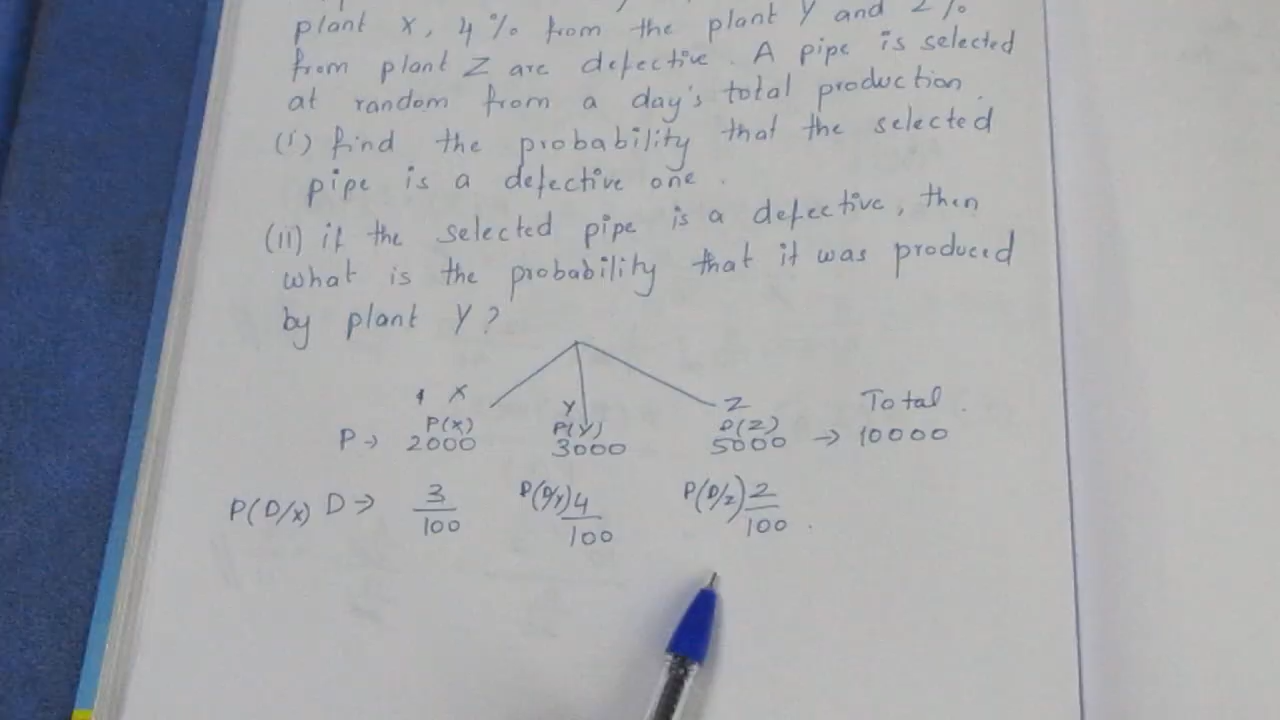 plant X, 4% from the plant Y and 2%
from plant Z are defective. A pipe is selected
at random from a day's total production.
(i) find the probability that the selected
pipe is a defective one.
(ii) if the selected pipe is a defective, then
what is the probability that it was produced
by plant Y?
X Y Z Total.
P(X) P(Y) P(Z)
P → 2000 3000 5000 → 10000
P(D/X) D → 3/100 P(D/Y) 4/100 P(D/Z) 2/100.